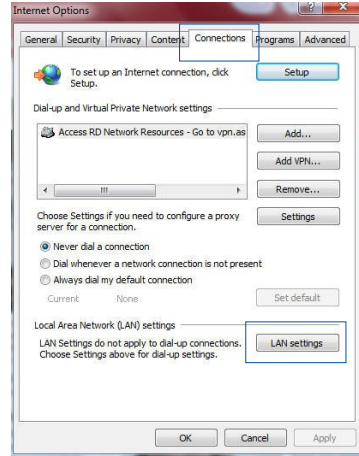 Internet Options
General Security Privacy Content Connections Programs Advanced
To set up an Internet connection, click Setup.
Setup
Dial-up and Virtual Private Network settings
Access RD Network Resources - Go to vpn.as
Add...
Add VPN...
Remove...
Choose Settings if you need to configure a proxy
server for a connection.
Settings
Never dial a connection
Dial whenever a network connection is not present
Always dial my default connection
Current None
Set default
Local Area Network (LAN) settings
LAN Settings do not apply to dial-up connections.
Choose Settings above for dial-up settings.
LAN settings
OK Cancel Apply